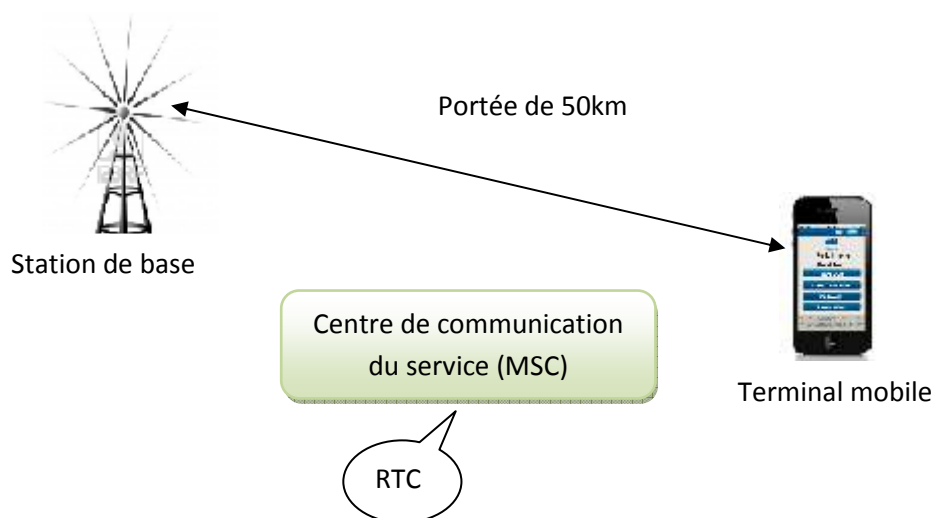 Portée de 50km
Station de base
Centre de communication
du service (MSC)
Terminal mobile
RTC